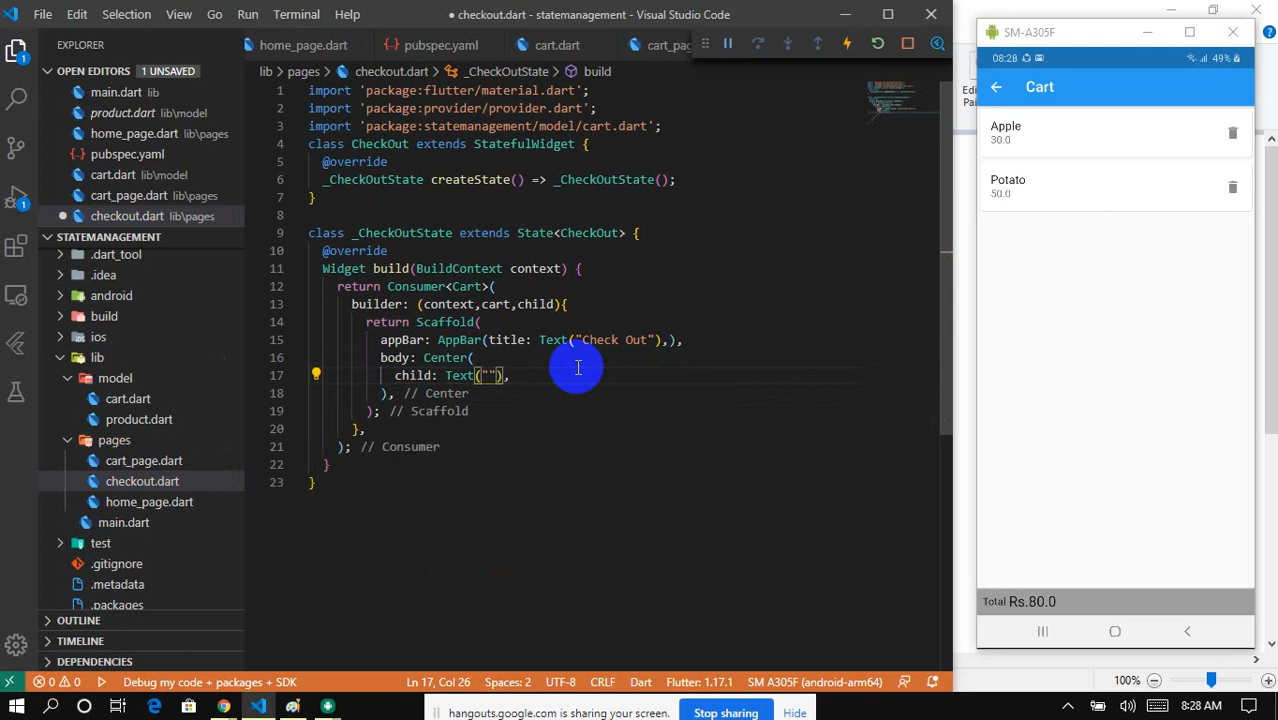 File Edit Selection View Go Run Terminal Help
● checkout.dart - statementmanagement - Visual Studio Code
EXPLORER
OPEN EDITORS 1 UNSAVED
main.dart lib
product.dart lib\model
home_page.dart lib\pages
pubspec.yaml
cart.dart lib\model
cart_page.dart lib\pages
checkout.dart lib\pages
STATEMANAGEMENT
.dart_tool
.idea
android
build
ios
lib
model
cart.dart
product.dart
pages
cart_page.dart
checkout.dart
home_page.dart
main.dart
test
.gitignore
.metadata
.packages
OUTLINE
TIMELINE
DEPENDENCIES
home_page.dart pubspec.yaml cart.dart cart_pa
lib > pages > checkout.dart > _CheckOutState > build
1 import 'package:flutter/material.dart';
2 import 'package:provider/provider.dart';
3 import 'package:statemanagement/model/cart.dart';
4 class CheckOut extends StatefulWidget {
5 @override
6 _CheckOutState createState() => _CheckOutState();
7 }
8
9 class _CheckOutState extends State<CheckOut> {
10 @override
11 Widget build(BuildContext context) {
12 return Consumer<Cart>(
13 builder: (context,cart,child){
14 return Scaffold(
15 appBar: AppBar(title: Text("Check Out"),),
16 body: Center(
17 child: Text(""),
18 ), // Center
19 ); // Scaffold
20 },
21 ); // Consumer
22 }
23 }
1
1
SM-A305F
08:28 49%
Cart
Apple
30.0
Potato
50.0
Total Rs.80.0
Edi
Pai
100%
0 0 Debug my code + packages + SDK Ln 17, Col 26 Spaces: 2 UTF-8 CRLF Dart Flutter: 1.17.1 SM A305F (android-arm64)
hangouts.google.com is sharing your screen. Stop sharing Hide
8:28 AM